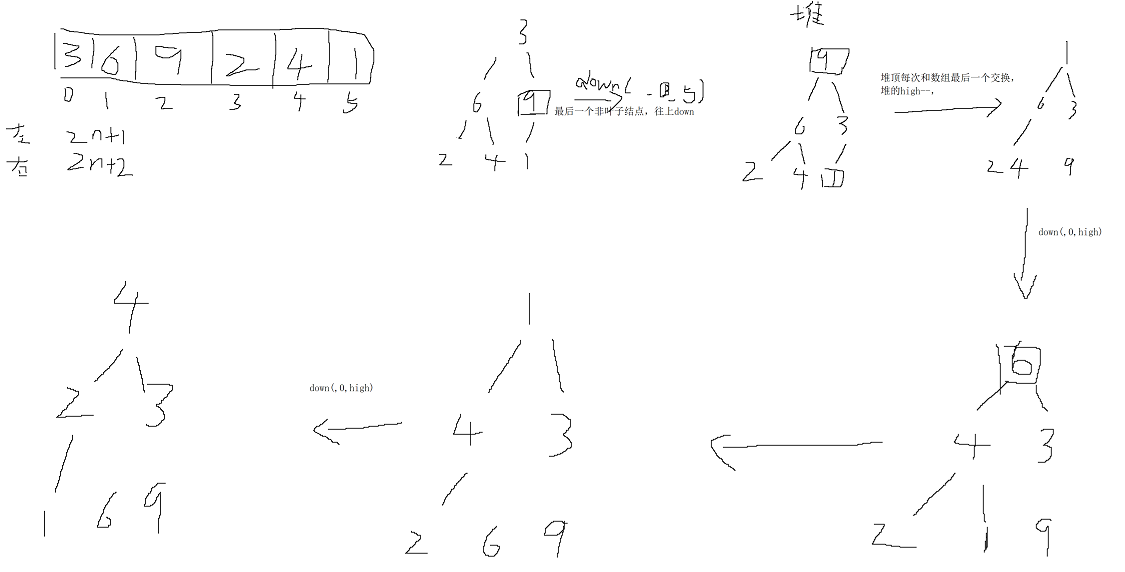 3 6 9 2 4 1
0 1 2 3 4 5
左 2n+1
右 2n+2
3
6 9
2 4 1
最后一个非叶子结点，往上down
堆
9
6 3
2 4 1
堆顶每次和数组最后一个交换，
堆的high--，
1
6 3
2 4 9
down(,0,high)
6
4 3
2 1 9
1
4 3
2 6 9
down(,0,high)
4
2 3
1 6 9